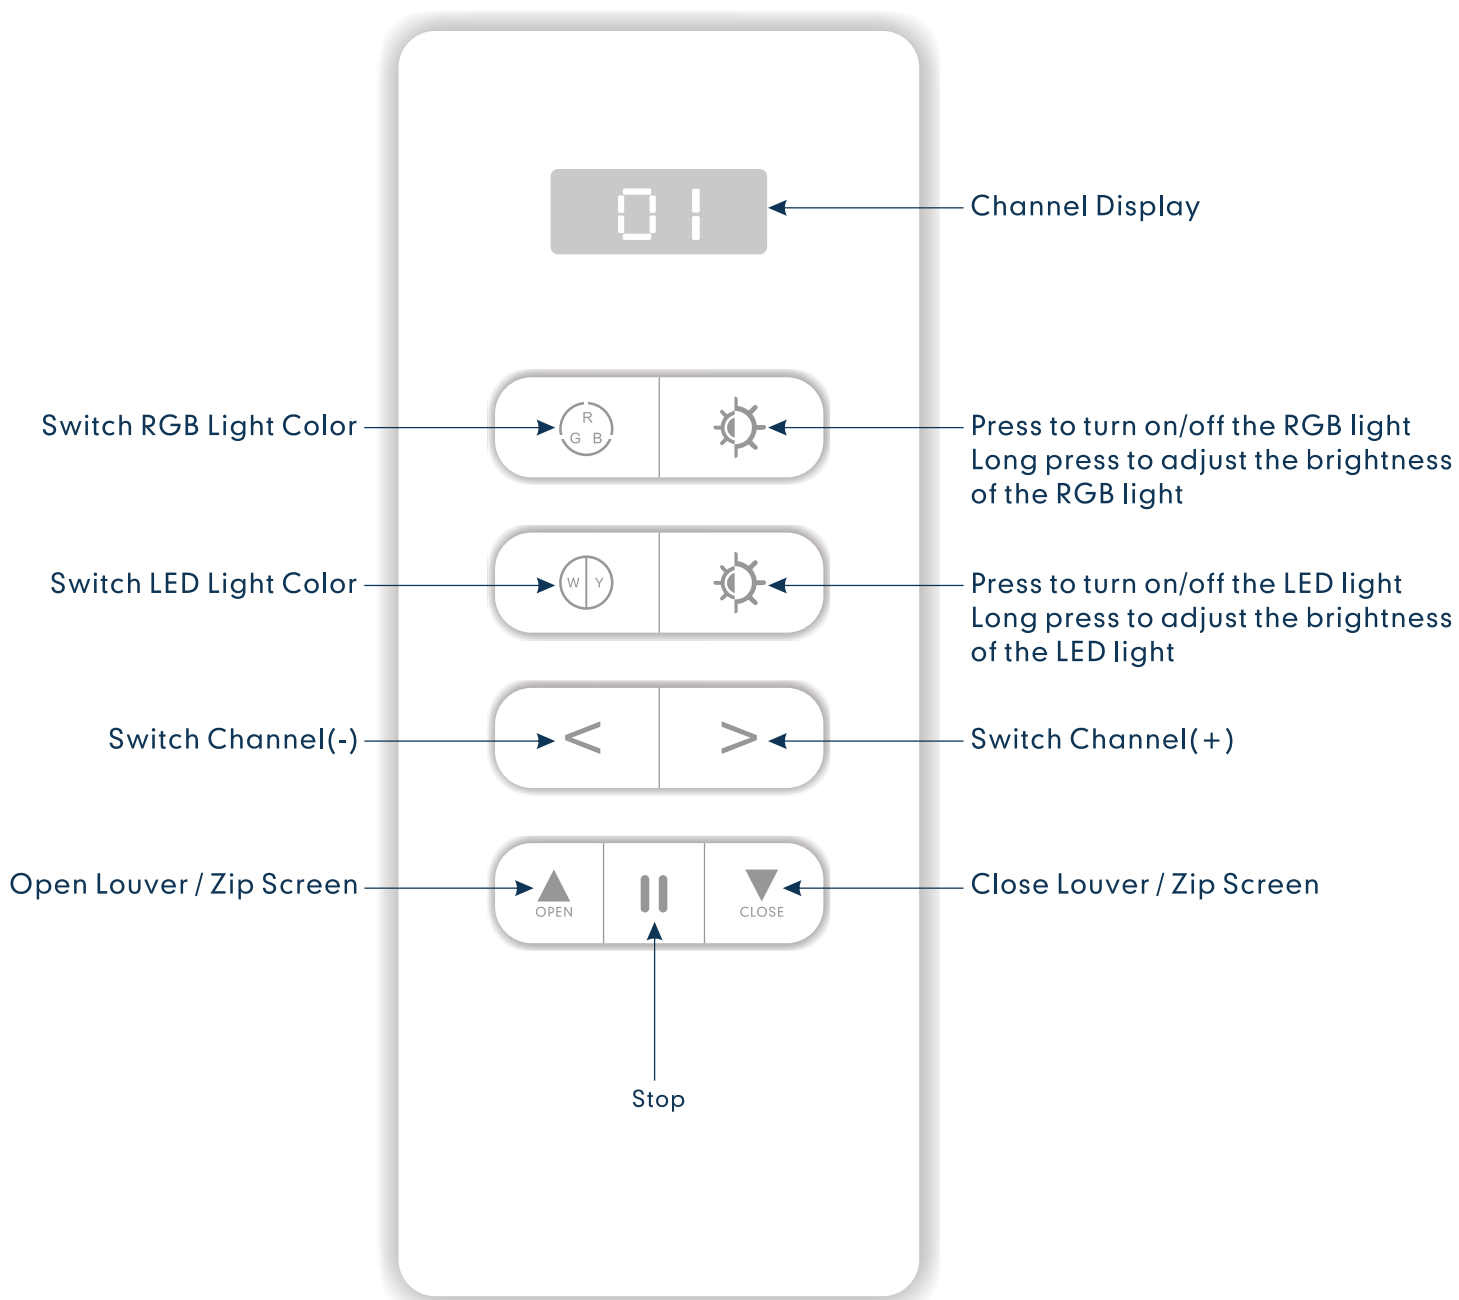 01
Channel Display
Switch RGB Light Color
R
G B
Press to turn on/off the RGB light
Long press to adjust the brightness
of the RGB light
Switch LED Light Color
W Y
Press to turn on/off the LED light
Long press to adjust the brightness
of the LED light
Switch Channel(-)
<
>
Switch Channel(+)
Open Louver / Zip Screen
OPEN
CLOSE
Close Louver / Zip Screen
Stop